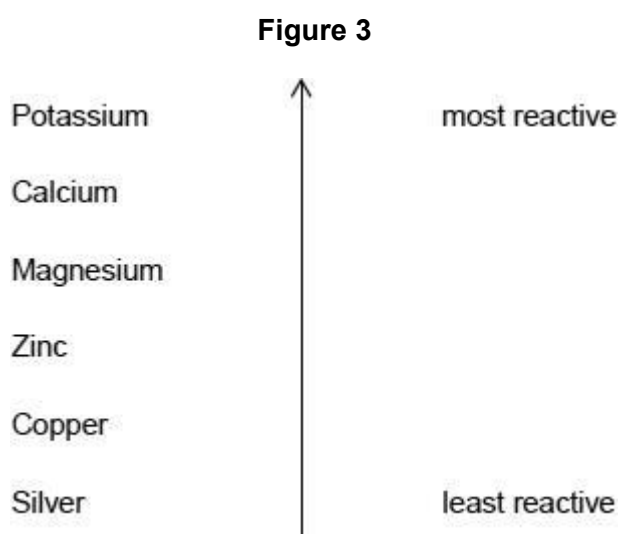 Figure 3
Potassium most reactive
Calcium
Magnesium
Zinc
Copper
Silver least reactive